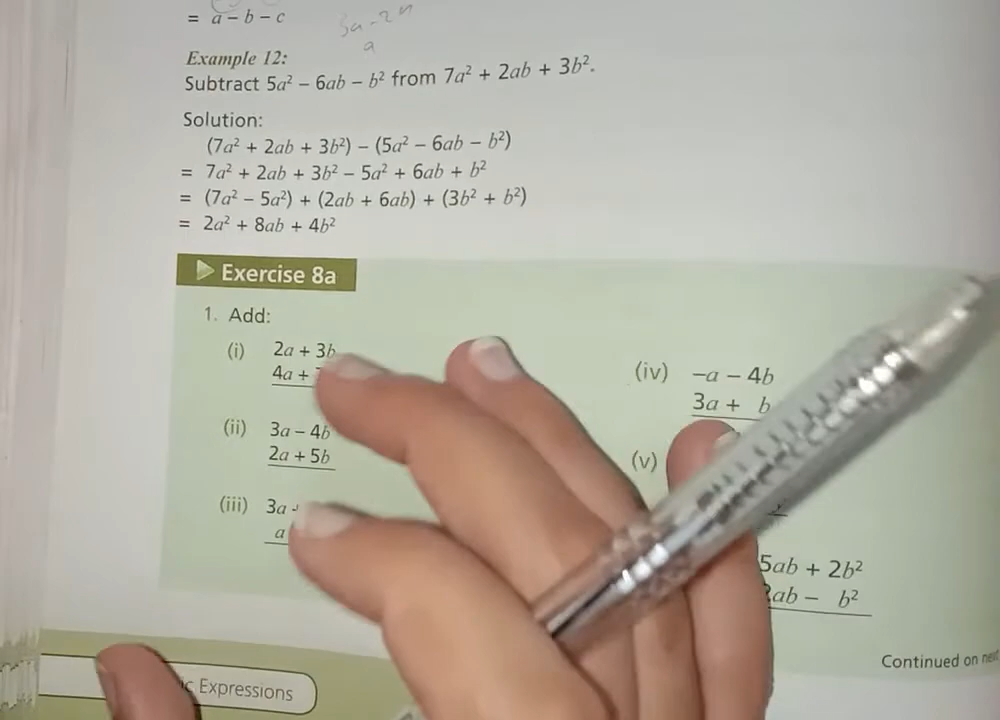 = a – b – c
3a – 2
a
Example 12:
Subtract 5a² – 6ab – b² from 7a² + 2ab + 3b².
Solution:
(7a² + 2ab + 3b²) – (5a² – 6ab – b²)
= 7a² + 2ab + 3b² – 5a² + 6ab + b²
= (7a² – 5a²) + (2ab + 6ab) + (3b² + b²)
= 2a² + 8ab + 4b²
Exercise 8a
1. Add:
(i) 2a + 3b
4a +
(ii) 3a – 4b
2a + 5b
(iii) 3a
a
(iv) –a – 4b
3a + b
(v)
5ab + 2b²
ab – b²
Continued on
Expressions